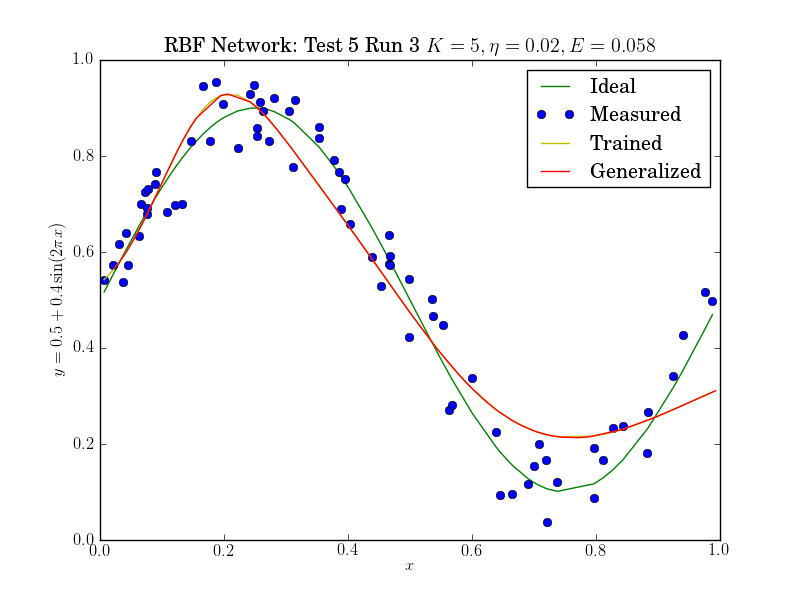 RBF Network: Test 5 Run 3 K = 5, η = 0.02, E = 0.058
Ideal
Measured
Trained
Generalized
y = 0.5 + 0.4 sin(2πx)
1.0
0.8
0.6
0.4
0.2
0.0
0.0 0.2 0.4 0.6 0.8 1.0
x